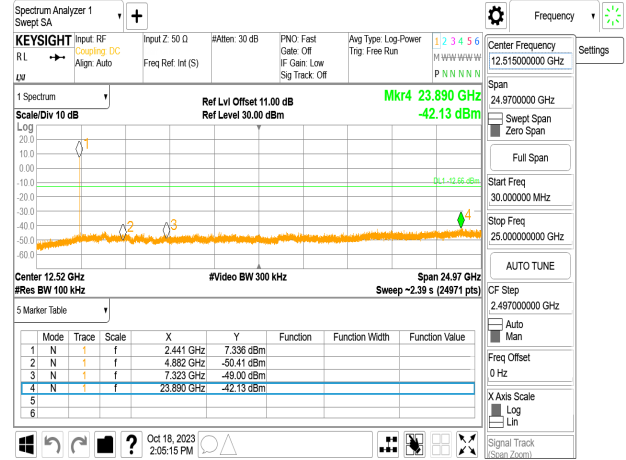 Spectrum Analyzer 1
Swept SA
KEYSIGHT
RL
Input: RF
Coupling: DC
Align: Auto
Input Z: 50 Ω
Freq Ref: Int (S)
#Atten: 30 dB
PNO: Fast
Gate: Off
IF Gain: Low
Sig Track: Off
Avg Type: Log-Power
Trig: Free Run
1 2 3 4 5 6
M W W W W W
P N N N N N
1 Spectrum
Scale/Div 10 dB
Ref Lvl Offset 11.00 dB
Ref Level 30.00 dBm
Mkr4 23.890 GHz
-42.13 dBm
Log
20.0
10.0
0.00
-10.0
-20.0
-30.0
-40.0
-50.0
-60.0
1
2
3
4
DL1 -12.66 dBm
Center 12.52 GHz
#Res BW 100 kHz
#Video BW 300 kHz
Span 24.97 GHz
Sweep ~2.39 s (24971 pts)
5 Marker Table
Mode Trace Scale X Y Function Function Width Function Value
1 N 1 f 2.441 GHz 7.336 dBm
2 N 1 f 4.882 GHz -50.41 dBm
3 N 1 f 7.323 GHz -49.00 dBm
4 N 1 f 23.890 GHz -42.13 dBm
5
6
Oct 18, 2023
2:05:15 PM
?
Frequency
Settings
Center Frequency
12.515000000 GHz
Span
24.9700000 GHz
Swept Span
Zero Span
Full Span
Start Freq
30.000000 MHz
Stop Freq
25.000000000 GHz
AUTO TUNE
CF Step
2.497000000 GHz
Auto
Man
Freq Offset
0 Hz
X Axis Scale
Log
Lin
Signal Track
(Span Zoom)